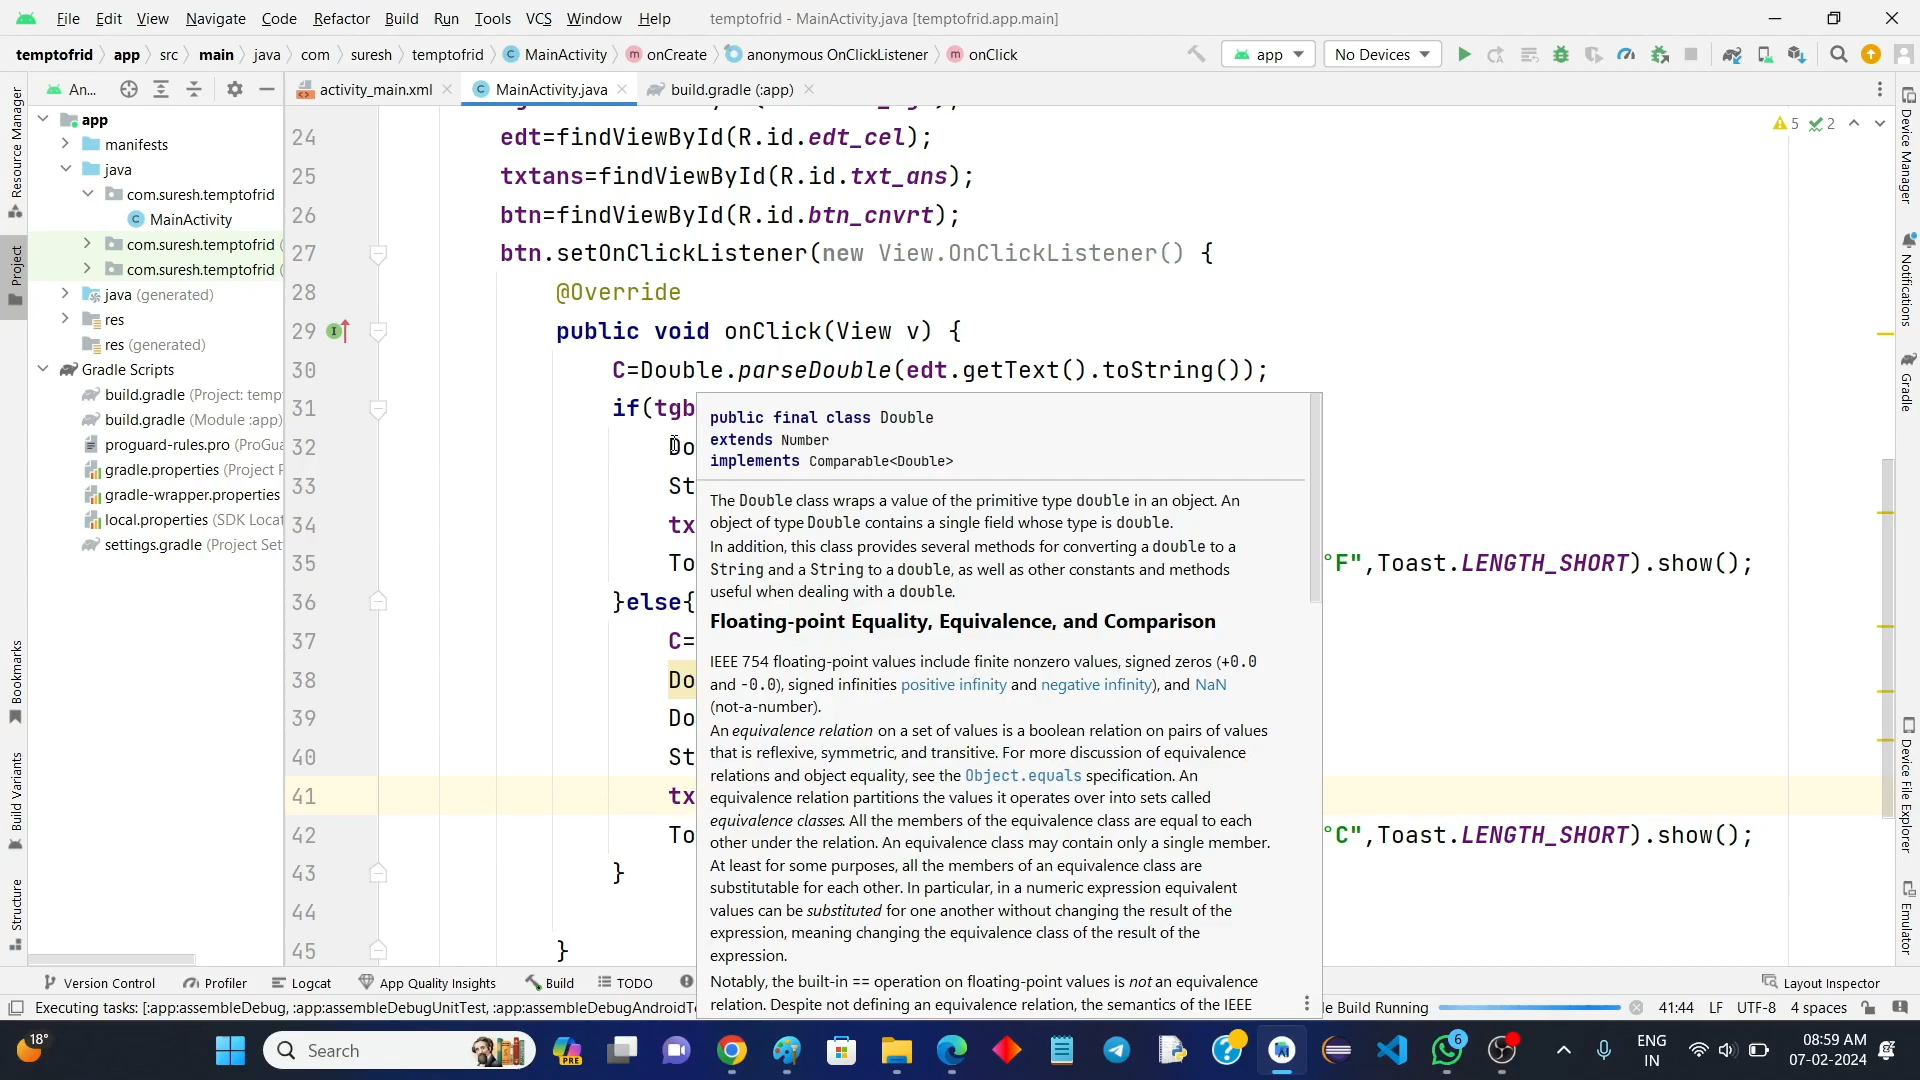 File Edit View Navigate Code Refactor Build Run Tools VCS Window Help temptofrid - MainActivity.java [temptofrid.app.main]
temptofrid app src main java com suresh temptofrid MainActivity onCreate anonymous OnClickListener onClick app No Devices
An... activity_main.xml MainActivity.java build.gradle (:app)
Resource Manager
Project
Bookmarks
Build Variants
Structure
app
manifests
java
com.suresh.temptofrid
MainActivity
com.suresh.temptofrid (
com.suresh.temptofrid (
java (generated)
res
res (generated)
Gradle Scripts
build.gradle (Project: temp
build.gradle (Module :app)
proguard-rules.pro (ProGua
gradle.properties (Project P
gradle-wrapper.properties
local.properties (SDK Locat
settings.gradle (Project Set
5 2
24 edt=findViewById(R.id.edt_cel);
25 txtans=findViewById(R.id.txt_ans);
26 btn=findViewById(R.id.btn_cnvrt);
27 btn.setOnClickListener(new View.OnClickListener() {
28 @Override
29 public void onClick(View v) {
30 C=Double.parseDouble(edt.getText().toString());
31 if(tgb
32 Do
33 St
34 tx
35 To °F",Toast.LENGTH_SHORT).show();
36 }else{
37 C=
38 Do
39 Do
40 St
41 tx
42 To °C",Toast.LENGTH_SHORT).show();
43 }
44
45 }
public final class Double
extends Number
implements Comparable<Double>
The Double class wraps a value of the primitive type double in an object. An
object of type Double contains a single field whose type is double.
In addition, this class provides several methods for converting a double to a
String and a String to a double, as well as other constants and methods
useful when dealing with a double.
Floating-point Equality, Equivalence, and Comparison
IEEE 754 floating-point values include finite nonzero values, signed zeros (+0.0
and -0.0), signed infinities positive infinity and negative infinity), and NaN
(not-a-number).
An equivalence relation on a set of values is a boolean relation on pairs of values
that is reflexive, symmetric, and transitive. For more discussion of equivalence
relations and object equality, see the Object.equals specification. An
equivalence relation partitions the values it operates over into sets called
equivalence classes. All the members of the equivalence class are equal to each
other under the relation. An equivalence class may contain only a single member.
At least for some purposes, all the members of an equivalence class are
substitutable for each other. In particular, in a numeric expression equivalent
values can be substituted for one another without changing the result of the
expression, meaning changing the equivalence class of the result of the
expression.
Notably, the built-in == operation on floating-point values is not an equivalence
relation. Despite not defining an equivalence relation, the semantics of the IEEE
Device Manager
Notifications
Gradle
Device File Explorer
Emulator
Version Control Profiler Logcat App Quality Insights Build TODO Layout Inspector
Executing tasks: [:app:assembleDebug, :app:assembleDebugUnitTest, :app:assembleDebugAndroidTe le Build Running 41:44 LF UTF-8 4 spaces
18° Search PRE 6 ENG
IN 08:59 AM
07-02-2024